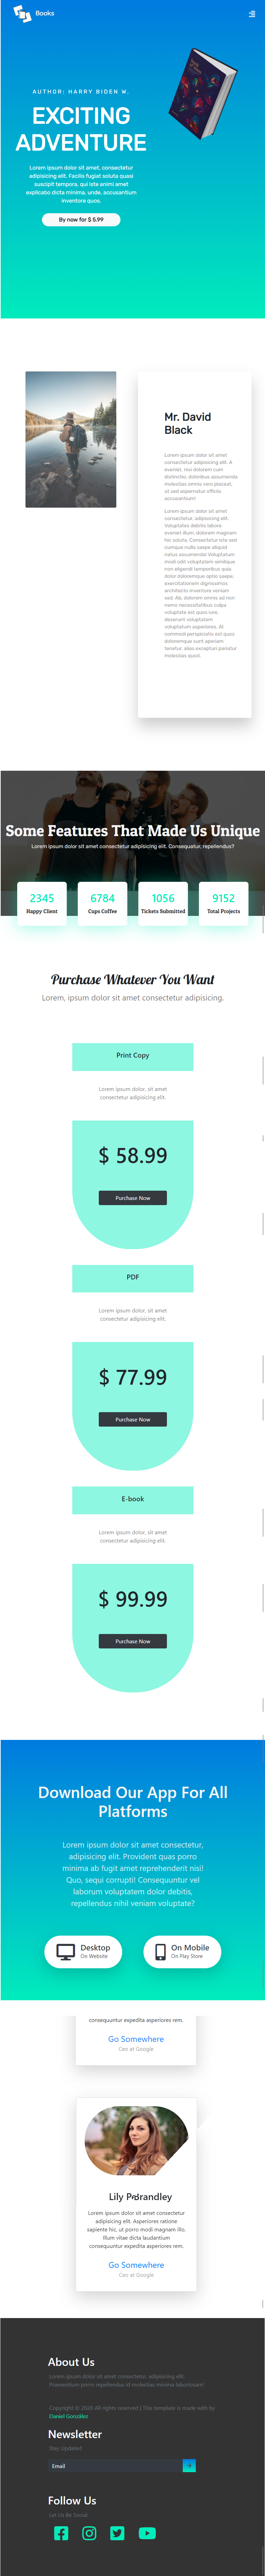 Books
AUTHOR: HARRY BIDEN W.
EXCITING
ADVENTURE
Lorem ipsum dolor sit amet, consectetur
adipisicing elit. Facilis fugiat soluta quasi
suscipit tempora, qui iste animi amet
explicabo dicta minima, unde, accusantium
inventore quos.
By now for $ 5.99
Mr. David
Black
Lorem ipsum dolor sit amet
consectetur adipisicing elit. A
eveniet, nisi dolorem cum
distinctio, doloribus assumenda
molestias omnis vero placeat,
ut sed aspernatur officiis
accusantium!
Lorem ipsum dolor sit amet
consectetur, adipisicing elit.
Voluptates debitis labore
eveniet illum, dolorem magnam
hic soluta. Consectetur iste sed
cumque nulla saepe aliquid
natus assumenda! Voluptatum
modi odit voluptatem similique
non eligendi temporibus quia
dolor doloremque optio saepe,
exercitationem dignissimos
architecto inventore veniam
sed. Ab, dolorem omnis ad non
nemo necessitatibus culpa
voluptate est quos iure,
deserunt voluptatem
voluptatum asperiores. At
commodi perspiciatis est quos
doloremque sunt aperiam
tenetur, alias excepturi pariatur
molestias quod.
Some Features That Made Us Unique
Lorem ipsum dolor sit amet consectetur adipisicing elit. Consequatur, repellendus?
2345
Happy Client
6784
Cups Coffee
1056
Tickets Submitted
9152
Total Projects
Purchase Whatever You Want
Lorem, ipsum dolor sit amet consectetur adipisicing.
Print Copy
Lorem ipsum dolor, sit amet
consectetur adipisicing elit.
$ 58.99
Purchase Now
PDF
Lorem ipsum dolor, sit amet
consectetur adipisicing elit.
$ 77.99
Purchase Now
E-book
Lorem ipsum dolor, sit amet
consectetur adipisicing elit.
$ 99.99
Purchase Now
Download Our App For All
Platforms
Lorem ipsum dolor sit amet consectetur,
adipisicing elit. Provident quas porro
minima ab fugit amet reprehenderit nisi!
Quo, sequi corrupti! Consequuntur vel
laborum voluptatem dolor debitis,
repellendus nihil veniam voluptate?
Desktop
On Website
On Mobile
On Play Store
consequuntur expedita asperiores rem.
Go Somewhere
Ceo at Google
Lily Brandley
Lorem ipsum dolor sit amet consectetur,
adipisicing elit. Asperiores ratione
sapiente hic, ut porro modi magnam illo.
Illum vitae dicta laudantium
consequuntur expedita asperiores rem.
Go Somewhere
Ceo at Google
About Us
Lorem ipsum dolor sit amet consectetur, adipisicing elit.
Praesentium porro repellendus id molestias minima laboriosam!
Copyright © 2020 All rights reserved | This template is made with by
Daniel González
Newsletter
Stay Updated
Email
Follow Us
Let Us Be Social